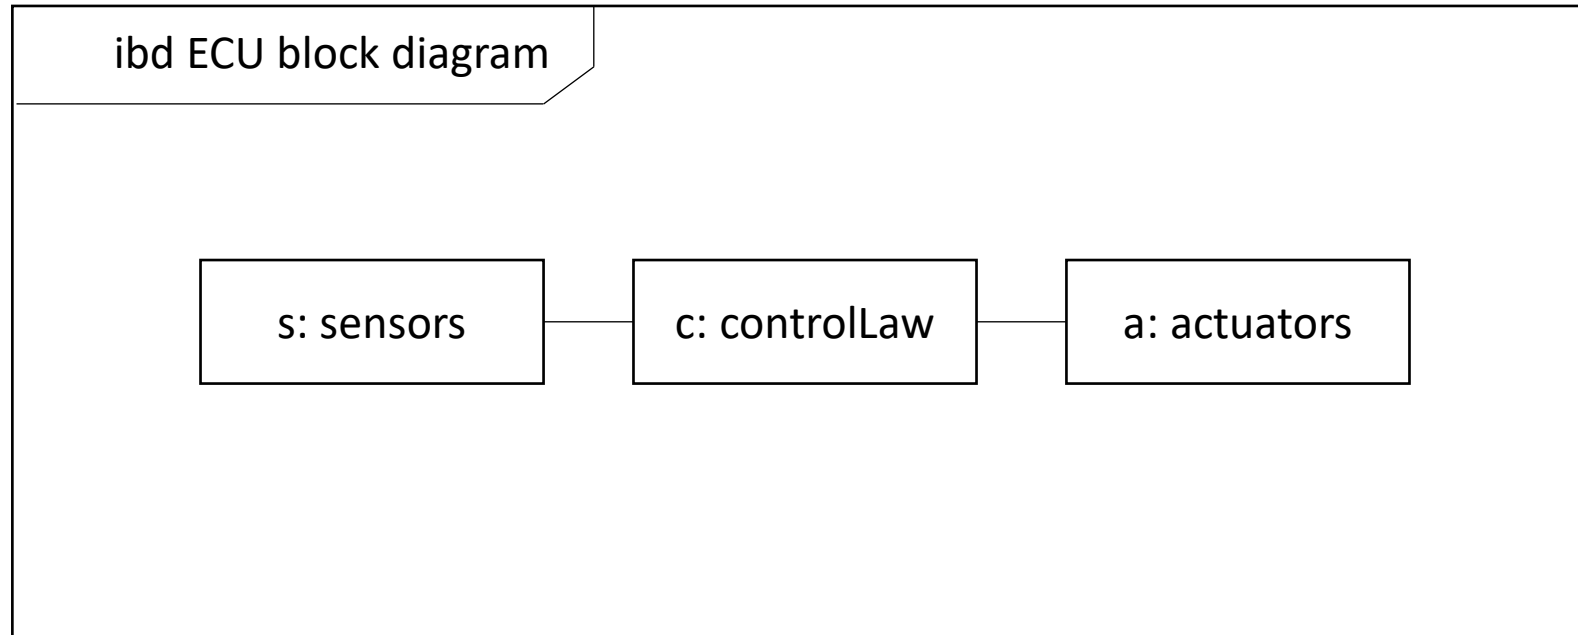 ibd ECU block diagram
s: sensors
c: controlLaw
a: actuators